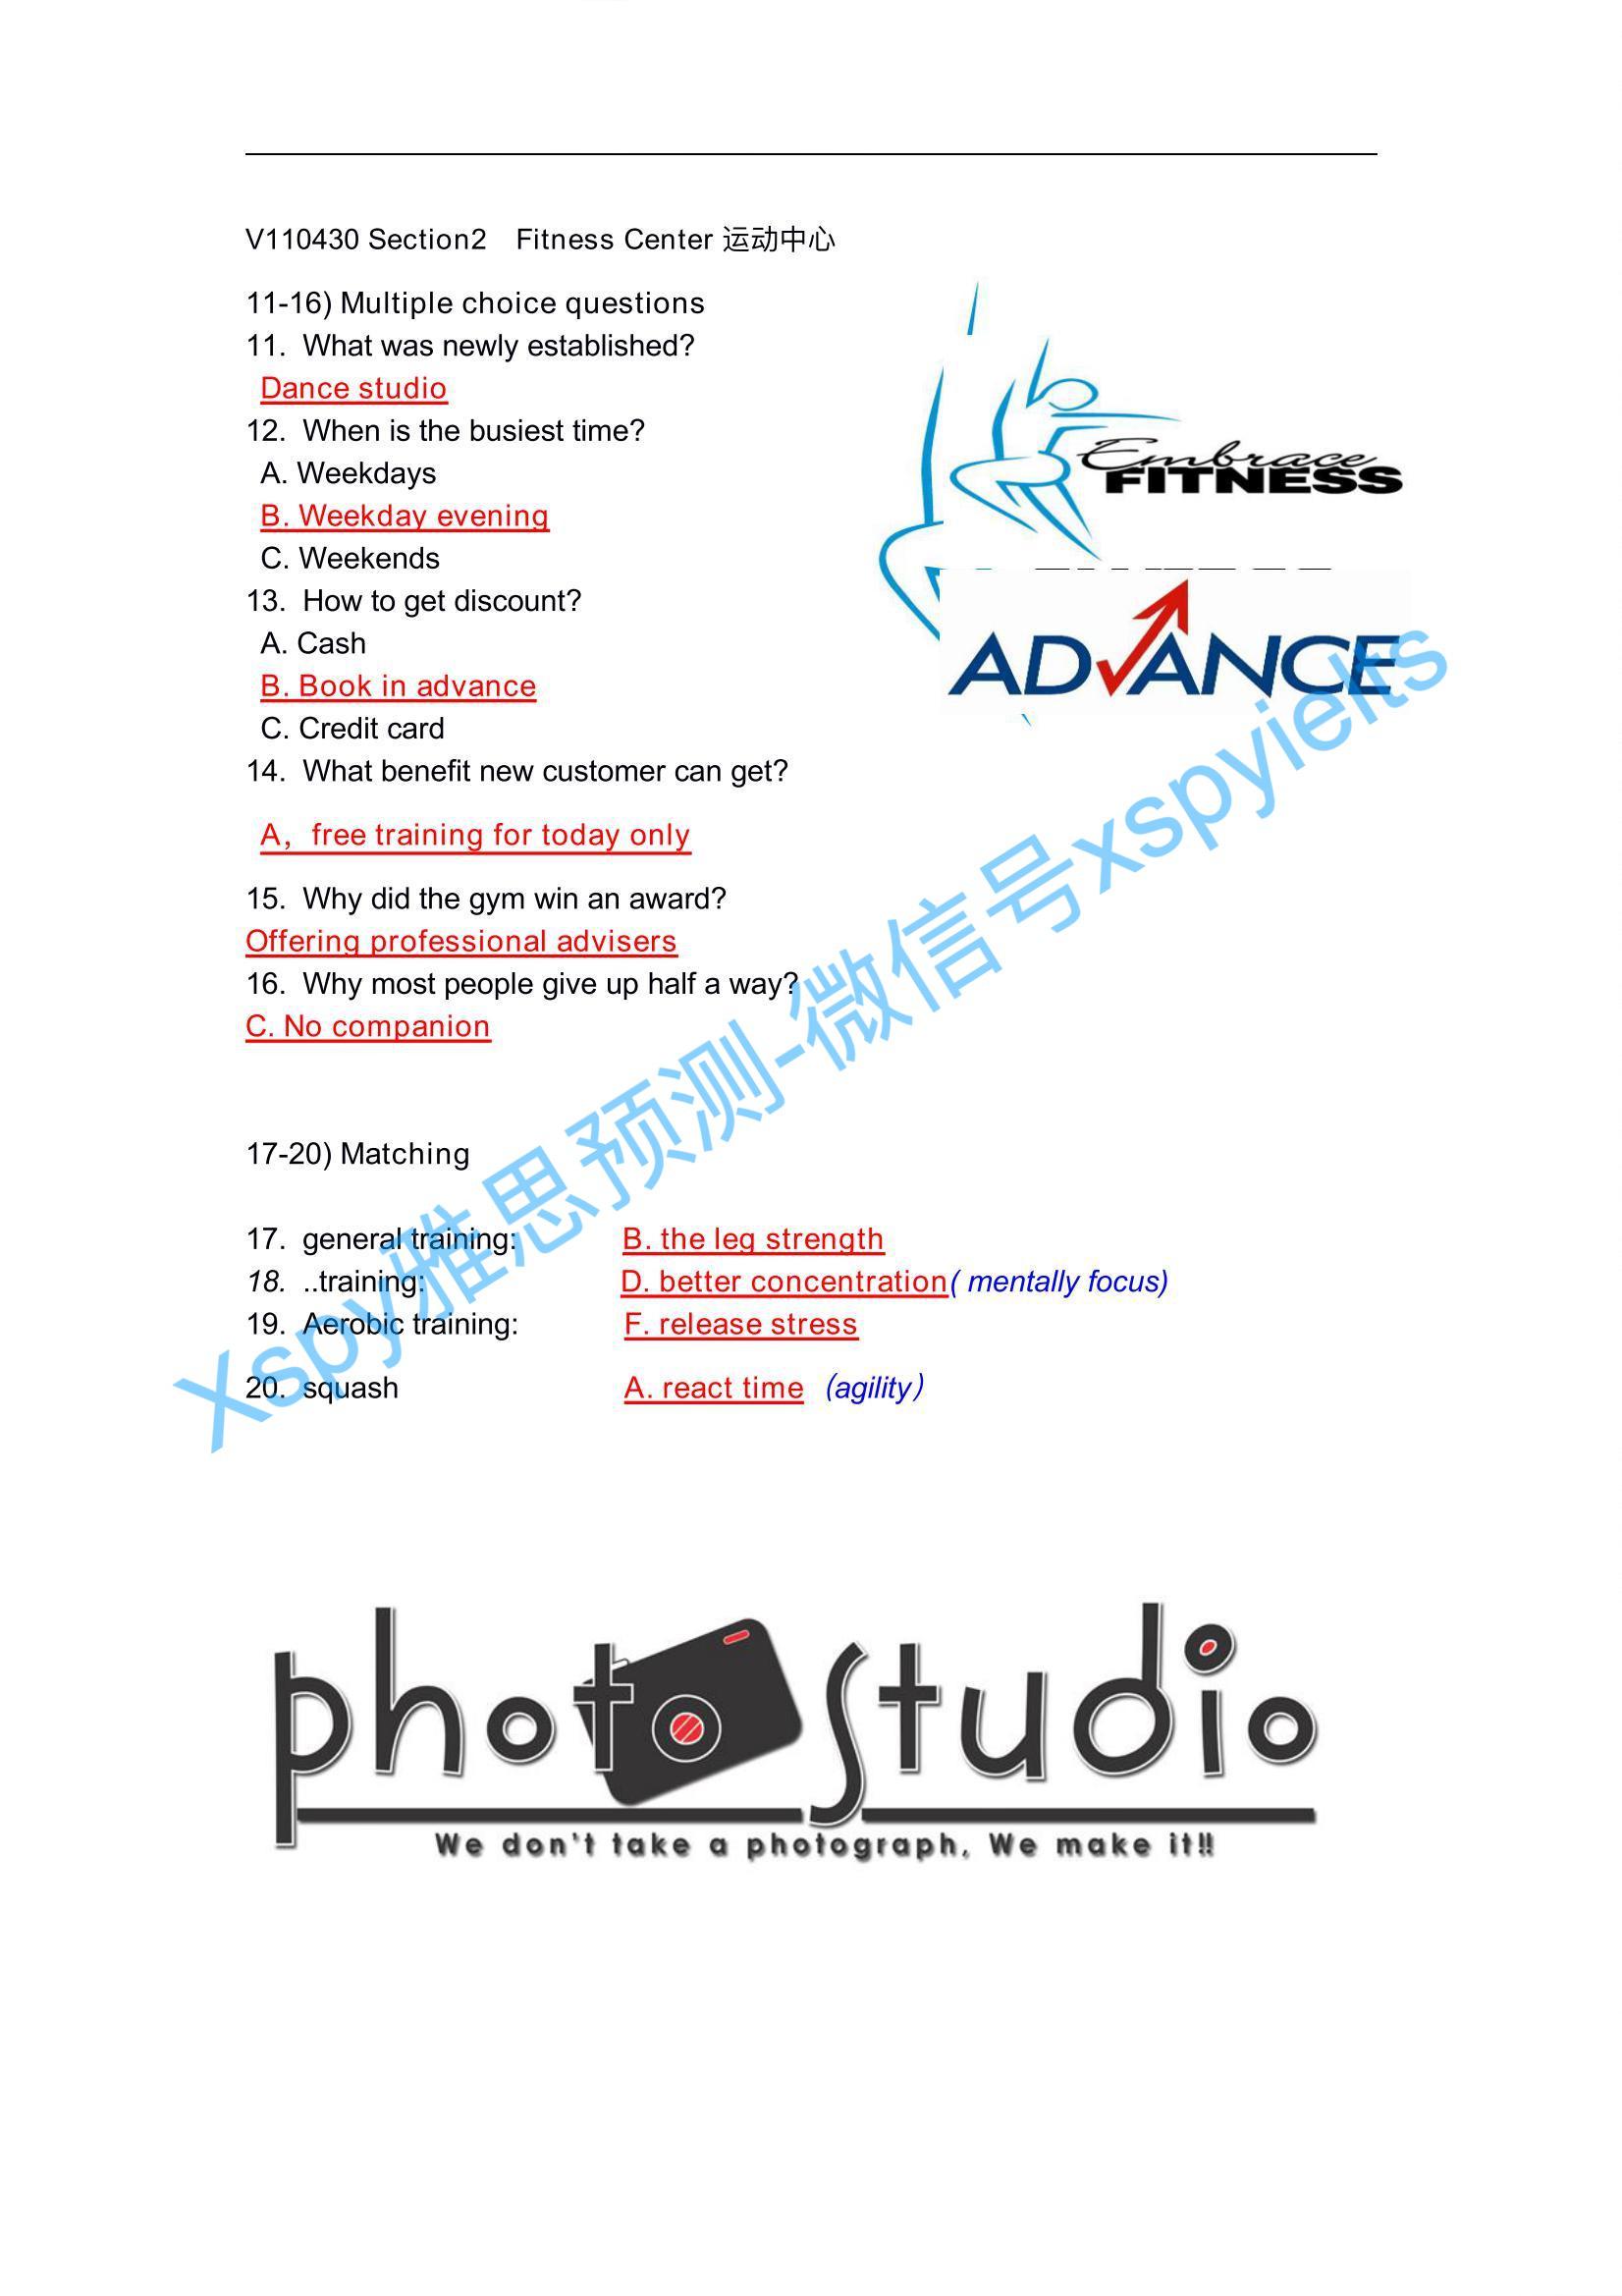 V110430 Section2 Fitness Center 运动中心
11-16) Multiple choice questions
11. What was newly established?
Dance studio
12. When is the busiest time?
A. Weekdays
B. Weekday evening
C. Weekends
13. How to get discount?
A. Cash
B. Book in advance
C. Credit card
14. What benefit new customer can get?
A，free training for today only
15. Why did the gym win an award?
Offering professional advisers
16. Why most people give up half a way?
C. No companion
Embrace
FITNESS
ADVANCE
17-20) Matching
17. general training: B. the leg strength
18. ..training: D. better concentration( mentally focus)
19. Aerobic training: F. release stress
20. squash A. react time（agility）
Xspy雅思预测-微信号xspyielts
photo studio
We don't take a photograph, We make it!!